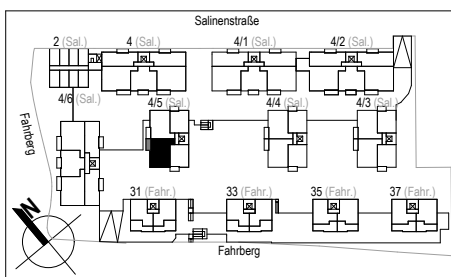 Salinenstraße
2 (Sal.) 4 (Sal.) 4/1 (Sal.) 4/2 (Sal.)
4/6 (Sal.) 4/5 (Sal.) 4/4 (Sal.) 4/3 (Sal.)
Fahrberg
31 (Fahr.) 33 (Fahr.) 35 (Fahr.) 37 (Fahr.)
N
Fahrberg